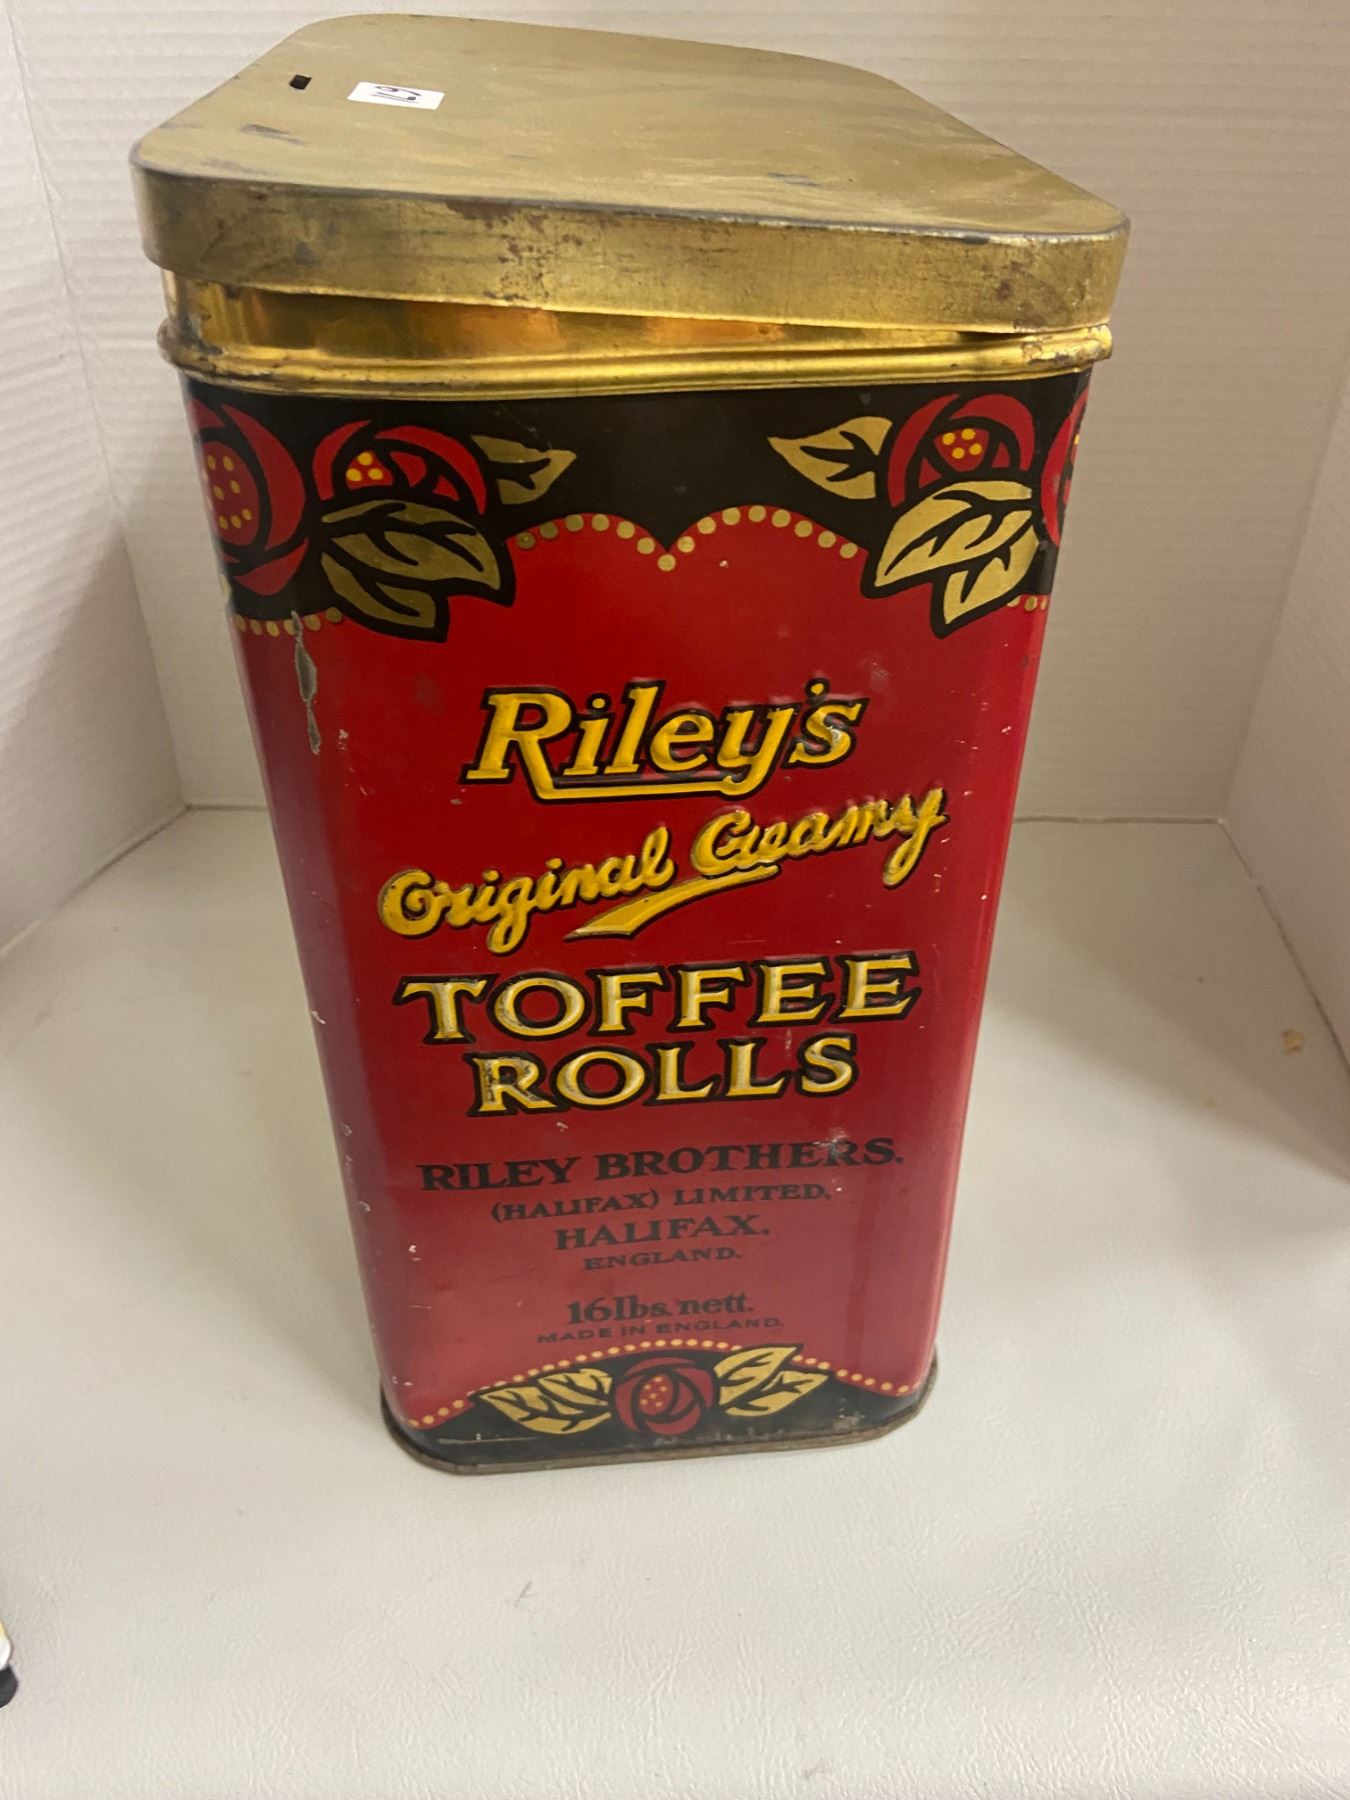 Riley's
Original Creamy
TOFFEE
ROLLS
RILEY BROTHERS,
(HALIFAX) LIMITED,
HALIFAX,
ENGLAND.
16lbs. nett.
MADE IN ENGLAND.